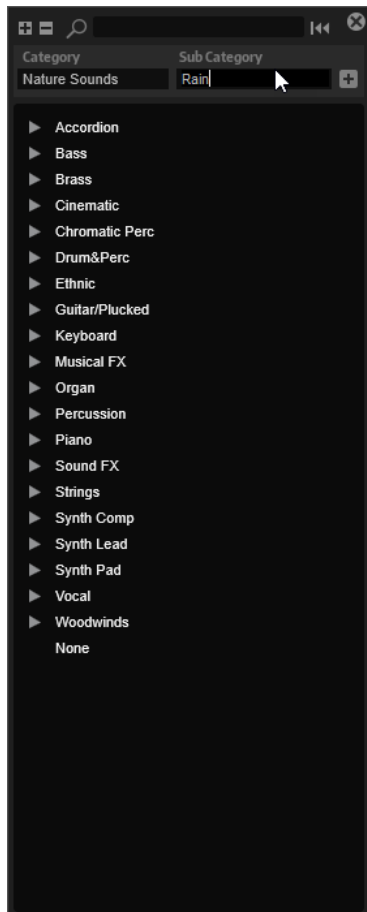 Category Sub Category
Nature Sounds Rain
Accordion
Bass
Brass
Cinematic
Chromatic Perc
Drum&Perc
Ethnic
Guitar/Plucked
Keyboard
Musical FX
Organ
Percussion
Piano
Sound FX
Strings
Synth Comp
Synth Lead
Synth Pad
Vocal
Woodwinds
None